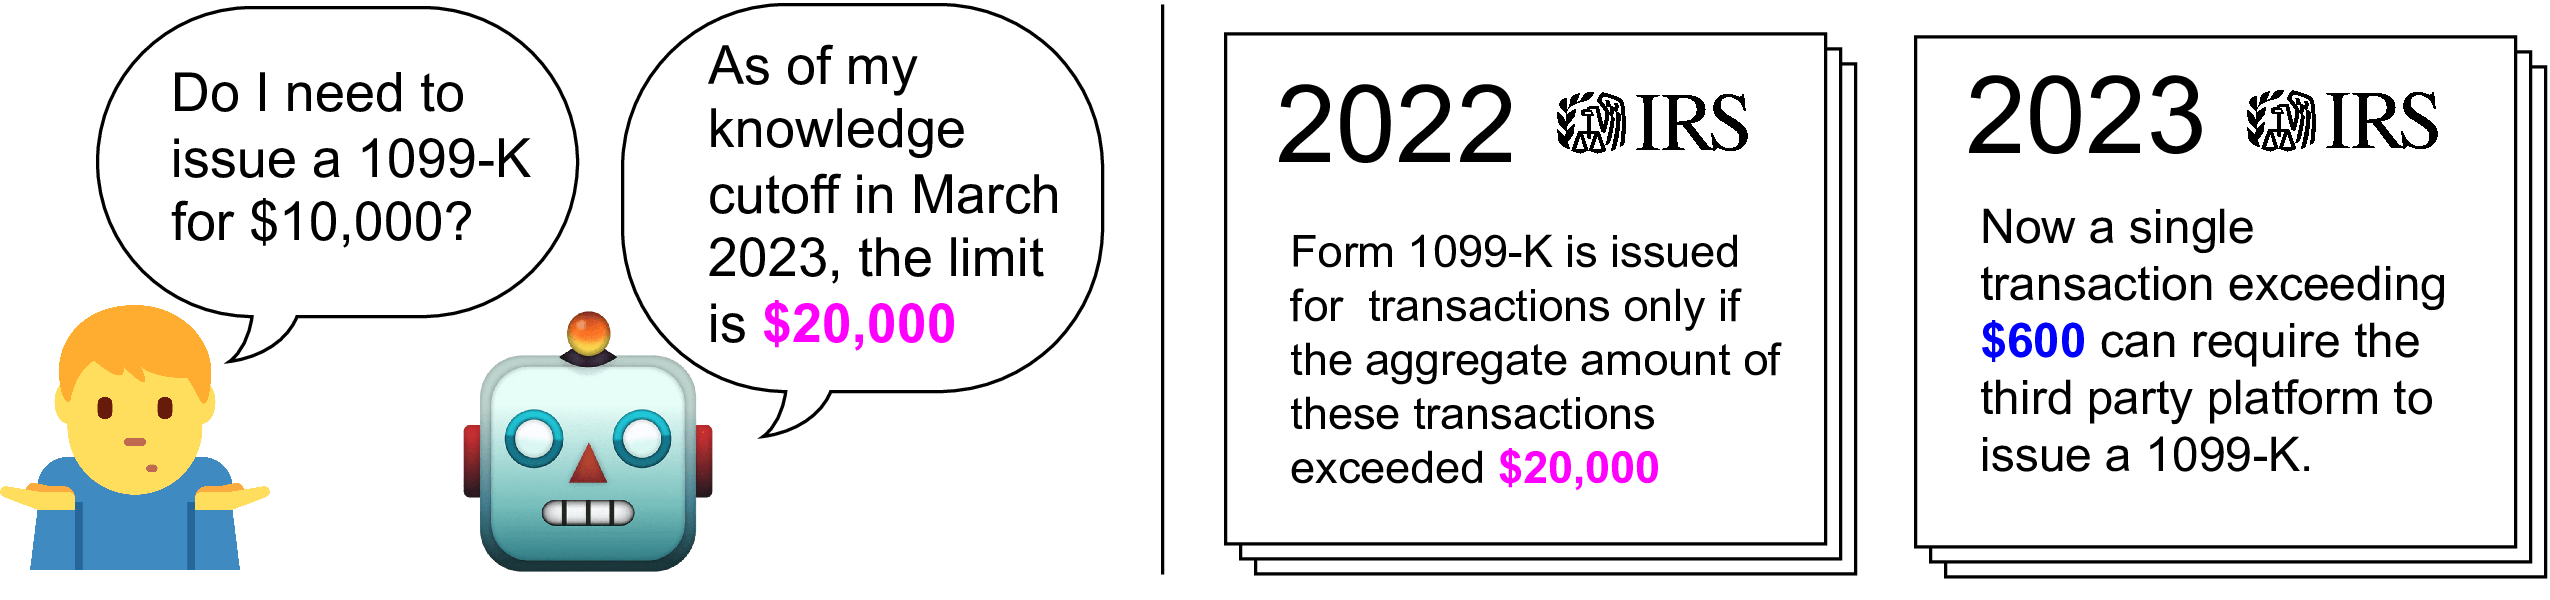 Do I need to
issue a 1099-K
for $10,000?
As of my
knowledge
cutoff in March
2023, the limit
is $20,000
2022 IRS
Form 1099-K is issued
for transactions only if
the aggregate amount of
these transactions
exceeded $20,000
2023 IRS
Now a single
transaction exceeding
$600 can require the
third party platform to
issue a 1099-K.